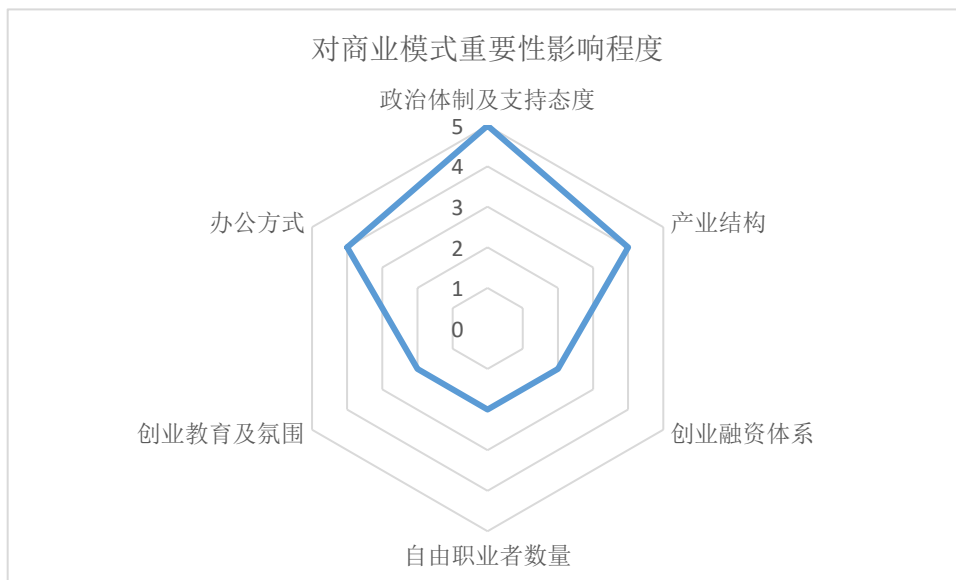 对商业模式重要性影响程度
政治体制及支持态度
5
4
3
2
1
0
办公方式
产业结构
创业教育及氛围
创业融资体系
自由职业者数量